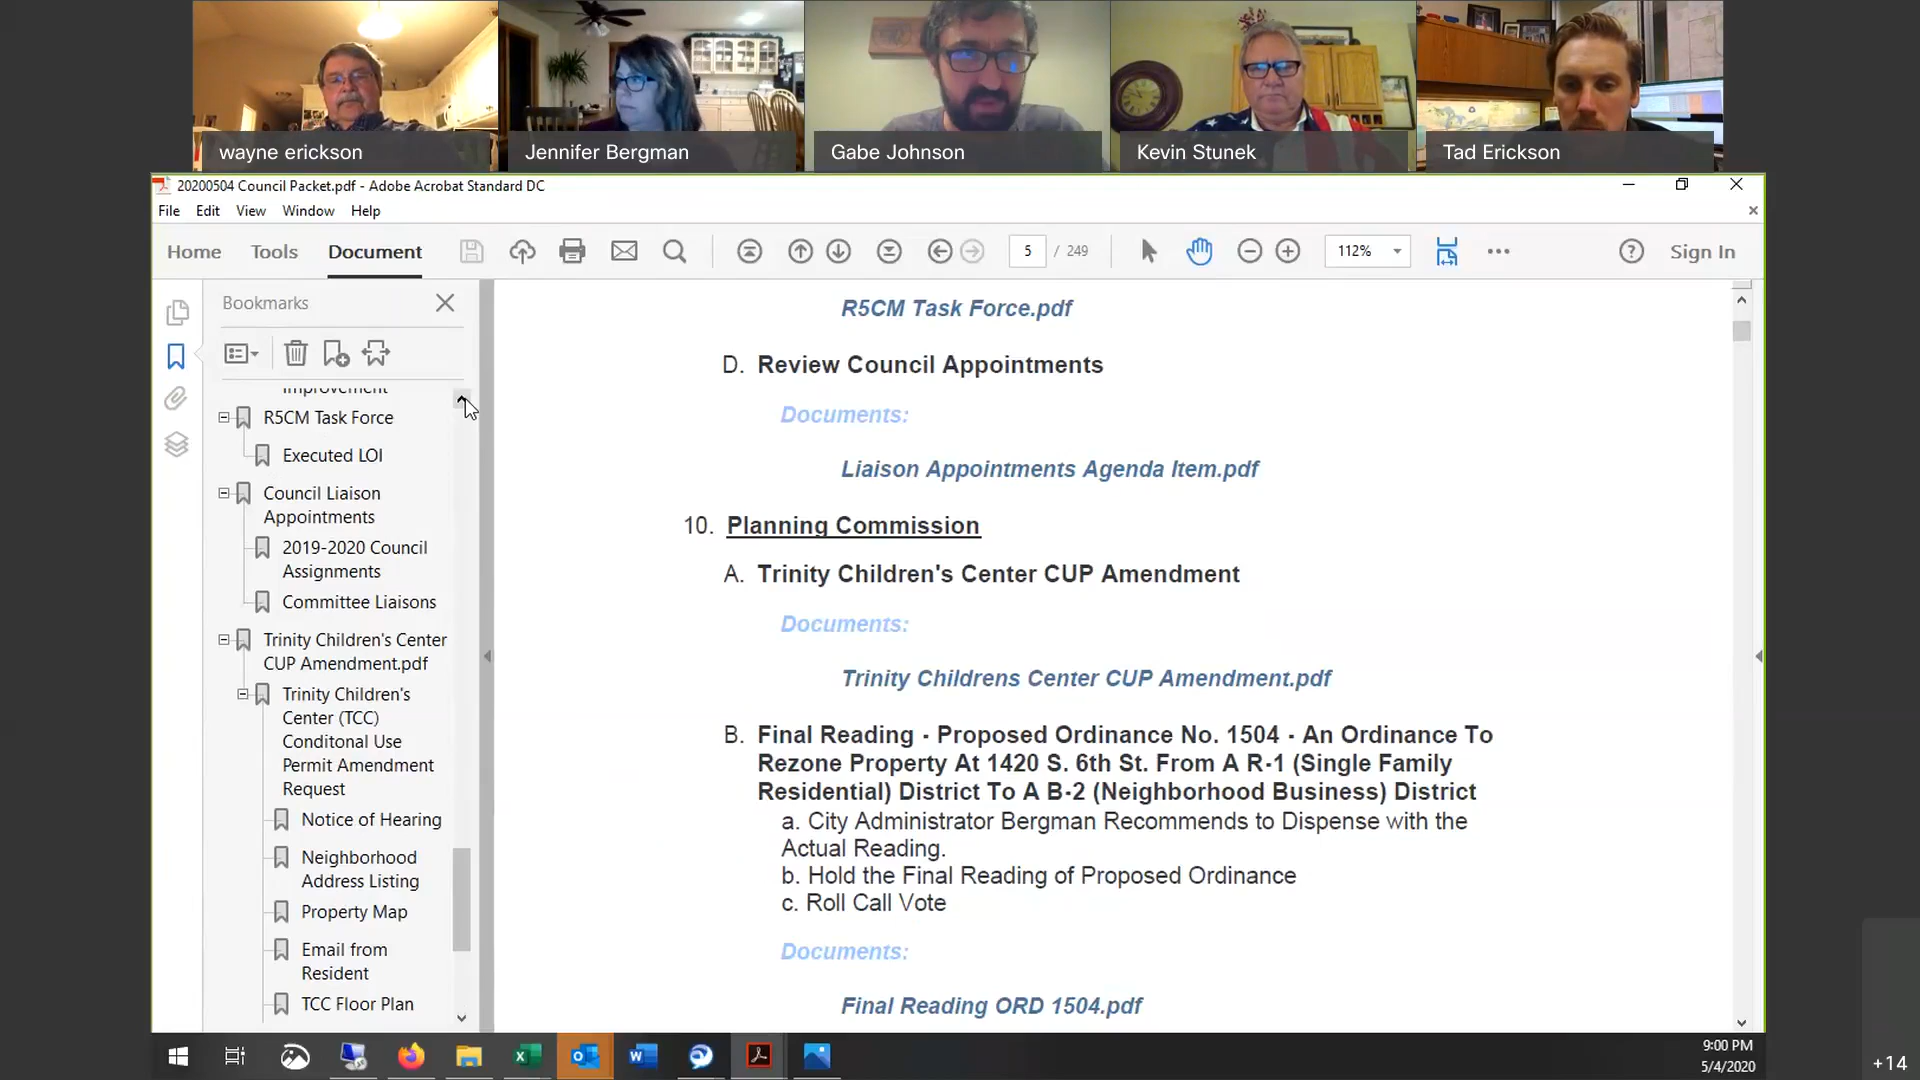 wayne erickson
Jennifer Bergman
Gabe Johnson
Kevin Stunek
Tad Erickson
20200504 Council Packet.pdf - Adobe Acrobat Standard DC
File Edit View Window Help
Home Tools Document 5 / 249 112% Sign In
Bookmarks
Improvement
R5CM Task Force
Executed LOI
Council Liaison
Appointments
2019-2020 Council
Assignments
Committee Liaisons
Trinity Children's Center
CUP Amendment.pdf
Trinity Children's
Center (TCC)
Conditonal Use
Permit Amendment
Request
Notice of Hearing
Neighborhood
Address Listing
Property Map
Email from
Resident
TCC Floor Plan
R5CM Task Force.pdf
D. Review Council Appointments
Documents:
Liaison Appointments Agenda Item.pdf
10. Planning Commission
A. Trinity Children's Center CUP Amendment
Documents:
Trinity Childrens Center CUP Amendment.pdf
B. Final Reading - Proposed Ordinance No. 1504 - An Ordinance To
Rezone Property At 1420 S. 6th St. From A R-1 (Single Family
Residential) District To A B-2 (Neighborhood Business) District
a. City Administrator Bergman Recommends to Dispense with the
Actual Reading.
b. Hold the Final Reading of Proposed Ordinance
c. Roll Call Vote
Documents:
Final Reading ORD 1504.pdf
9:00 PM
5/4/2020
+14